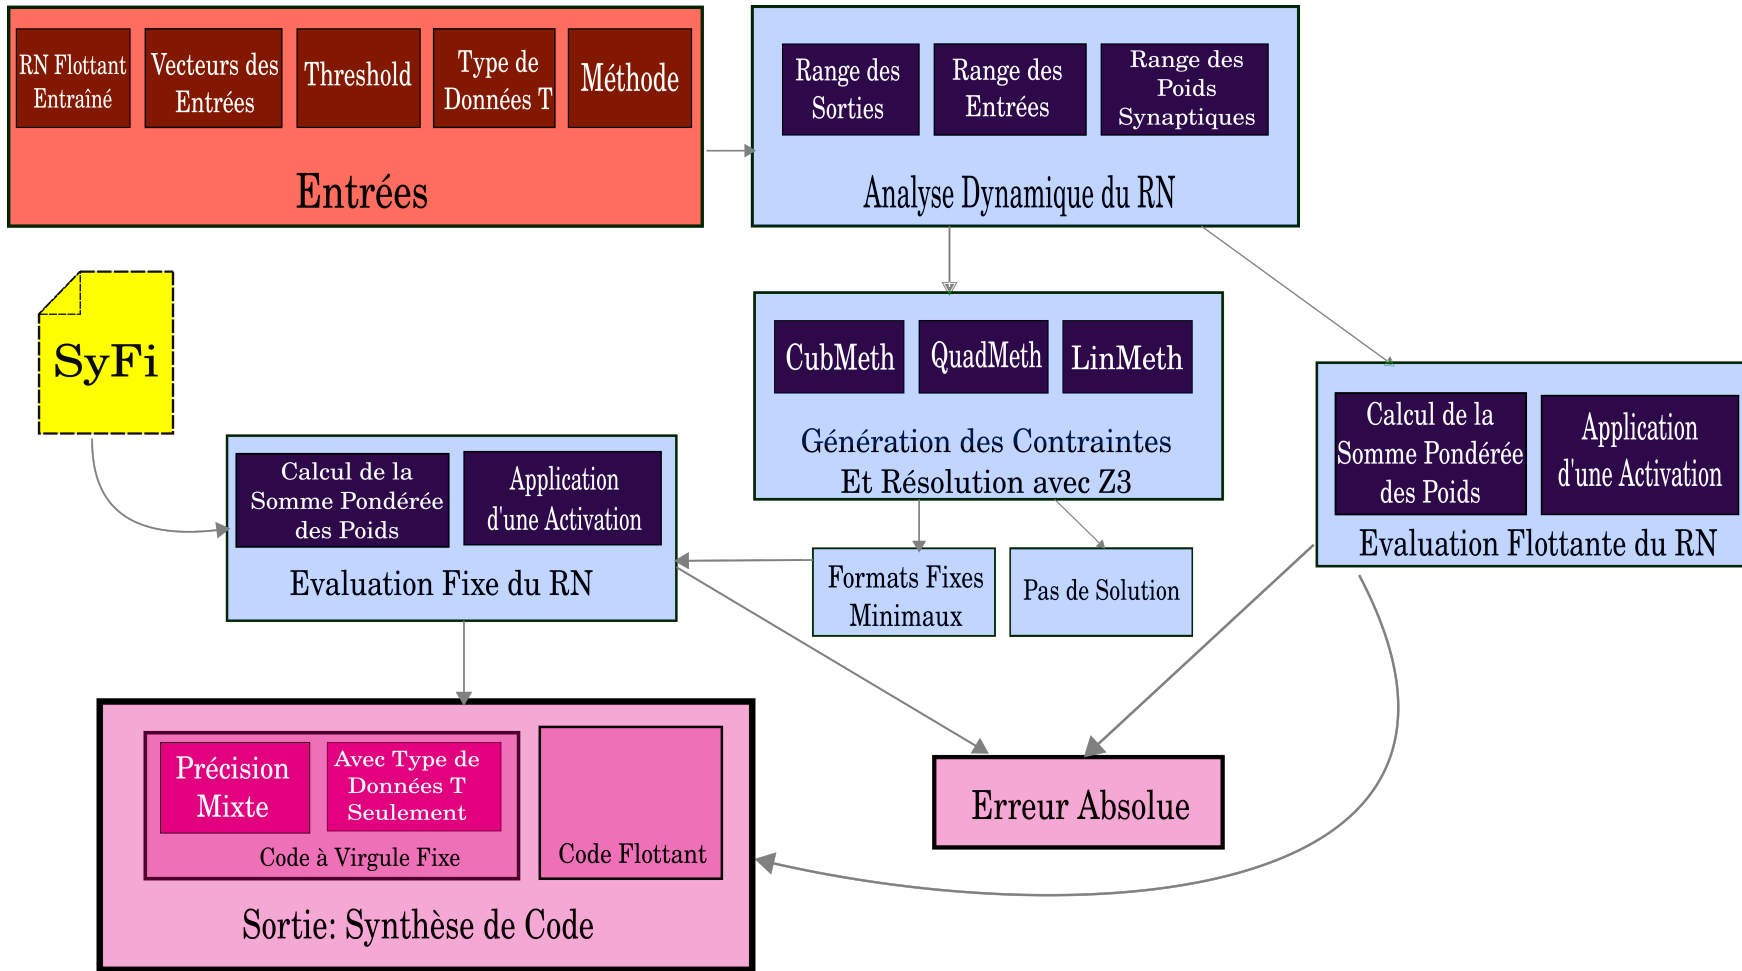 RN Flottant
Entraîné
Vecteurs des
Entrées
Threshold
Type de
Données T
Méthode
Entrées
Range des
Sorties
Range des
Entrées
Range des
Poids
Synaptiques
Analyse Dynamique du RN
SyFi
CubMeth
QuadMeth
LinMeth
Génération des Contraintes
Et Résolution avec Z3
Calcul de la
Somme Pondérée
des Poids
Application
d'une Activation
Evaluation Flottante du RN
Calcul de la
Somme Pondérée
des Poids
Application
d'une Activation
Evaluation Fixe du RN
Formats Fixes
Minimaux
Pas de Solution
Précision
Mixte
Avec Type de
Données T
Seulement
Code à Virgule Fixe
Code Flottant
Sortie: Synthèse de Code
Erreur Absolue